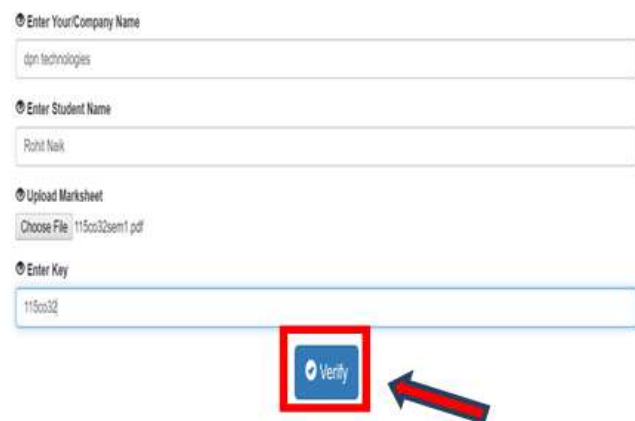 Enter Your/Company Name
dpn technologies
Enter Student Name
Rohit Naik
Upload Marksheet
Choose File 115co32sem1.pdf
Enter Key
115co32
Verify